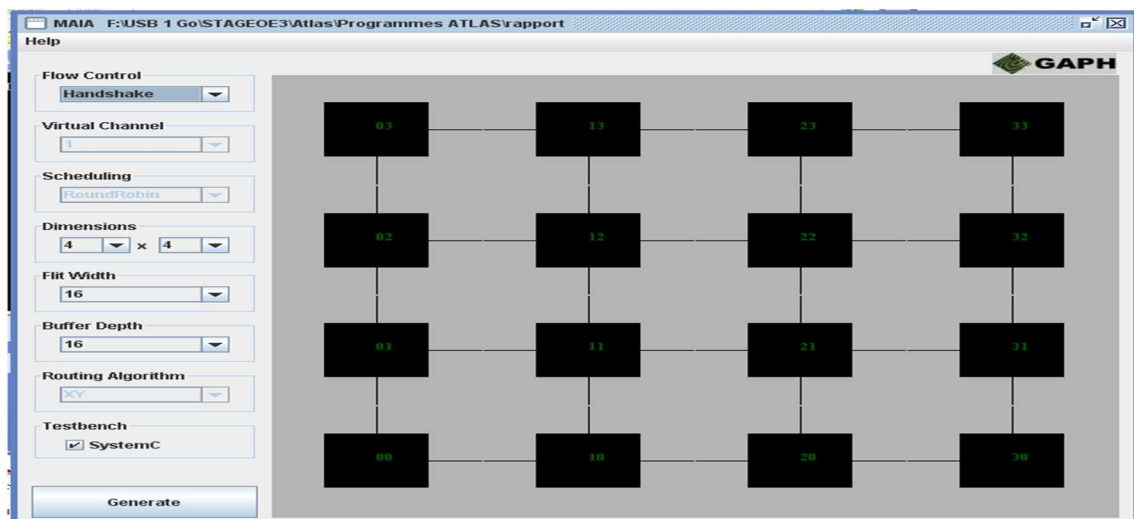 MAIA F:\USB 1 Go\STAGEOE3\Atlas\Programmes ATLAS\rapport
Help
GAPH
Flow Control
Handshake
Virtual Channel
1
Scheduling
RoundRobin
Dimensions
4 x 4
Flit Width
16
Buffer Depth
16
Routing Algorithm
XY
Testbench
SystemC
Generate
03 13 23 33
02 12 22 32
01 11 21 31
00 10 20 30